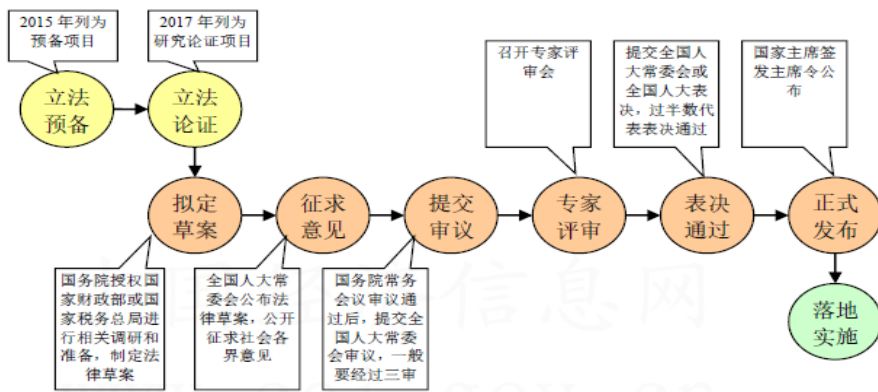 2015 年列为
预备项目
2017 年列为
研究论证项目
召开专家评
审会
提交全国人
大常委会或
全国人大表
决，过半数代
表表决通过
国家主席签
发主席令公
布
立法
预备
立法
论证
拟定
草案
征求
意见
提交
审议
专家
评审
表决
通过
正式
发布
国务院授权国
家财政部或国
家税务总局进
行相关调研和
准备，制定法
律草案
全国人大常
委会公布法
律草案，公开
征求社会各
界意见
国务院常务
会议审议通
过后，提交全
国人大常委
会审议，一般
要经过三审
落地
实施
信息网